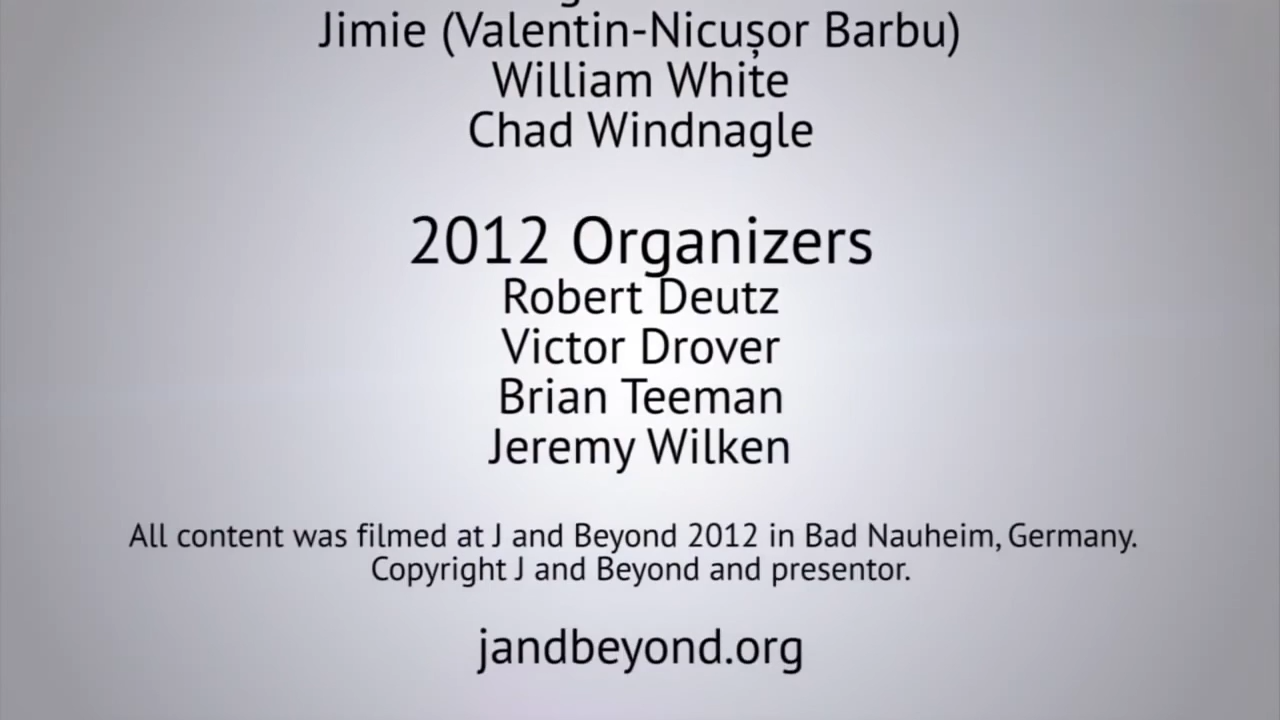 Jimie (Valentin-Nicușor Barbu)
William White
Chad Windnagle
2012 Organizers
Robert Deutz
Victor Drover
Brian Teeman
Jeremy Wilken
All content was filmed at J and Beyond 2012 in Bad Nauheim, Germany.
Copyright J and Beyond and presentor.
jandbeyond.org